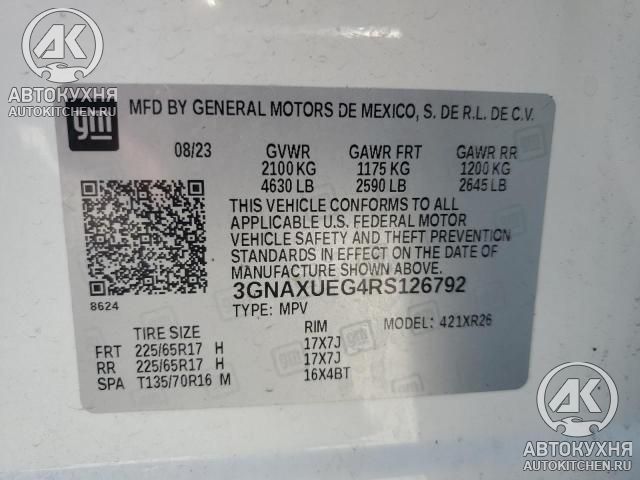 AK
АВТОКУХНЯ
AUTOKITCHEN.RU
gm
MFD BY GENERAL MOTORS DE MEXICO, S. DE R.L. DE C.V.
08/23 GVWR GAWR FRT GAWR RR
2100 KG 1175 KG 1200 KG
4630 LB 2590 LB 2645 LB
THIS VEHICLE CONFORMS TO ALL
APPLICABLE U.S. FEDERAL MOTOR
VEHICLE SAFETY AND THEFT PREVENTION
STANDARDS IN EFFECT ON THE DATE OF
MANUFACTURE SHOWN ABOVE.
8624
3GNAXUEG4RS126792
TYPE: MPV MODEL: 421XR26
TIRE SIZE RIM
FRT 225/65R17 H 17X7J
RR 225/65R17 H 17X7J
SPA T135/70R16 M 16X4BT
AK
АВТОКУХНЯ
AUTOKITCHEN.RU